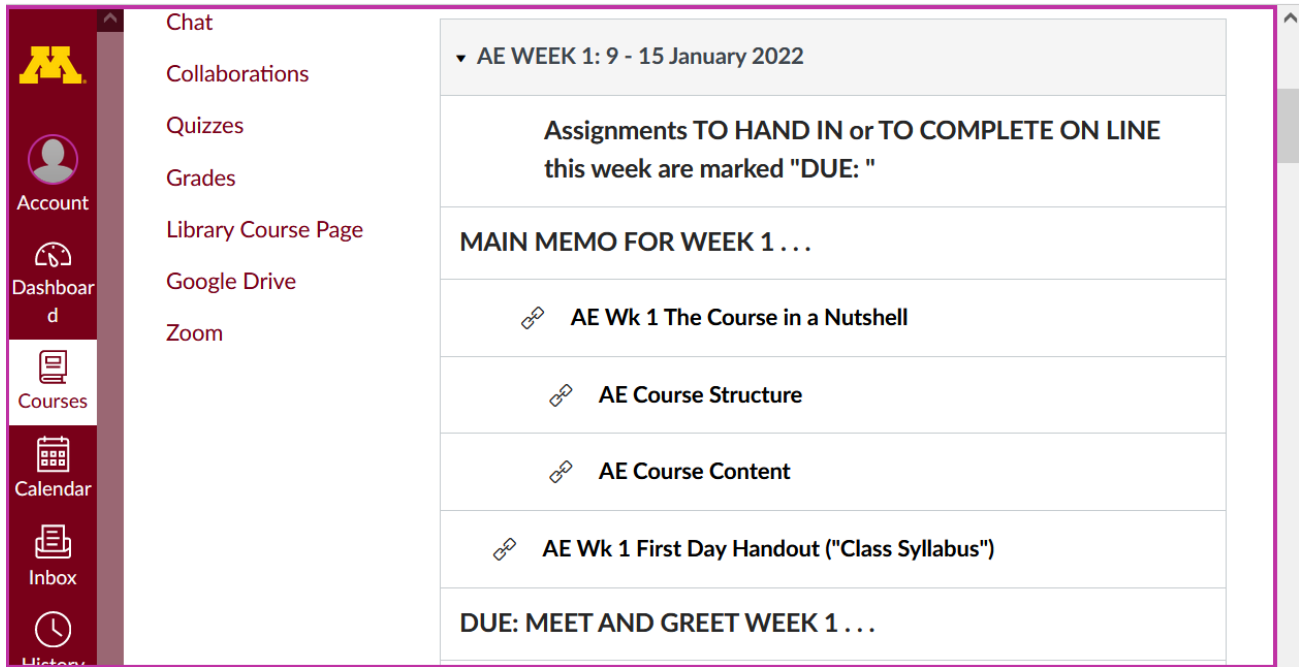 M
Account
Dashboar
d
Courses
Calendar
Inbox
History
Chat
Collaborations
Quizzes
Grades
Library Course Page
Google Drive
Zoom
AE WEEK 1: 9 - 15 January 2022
Assignments TO HAND IN or TO COMPLETE ON LINE
this week are marked "DUE: "
MAIN MEMO FOR WEEK 1 . . .
AE Wk 1 The Course in a Nutshell
AE Course Structure
AE Course Content
AE Wk 1 First Day Handout ("Class Syllabus")
DUE: MEET AND GREET WEEK 1 . . .